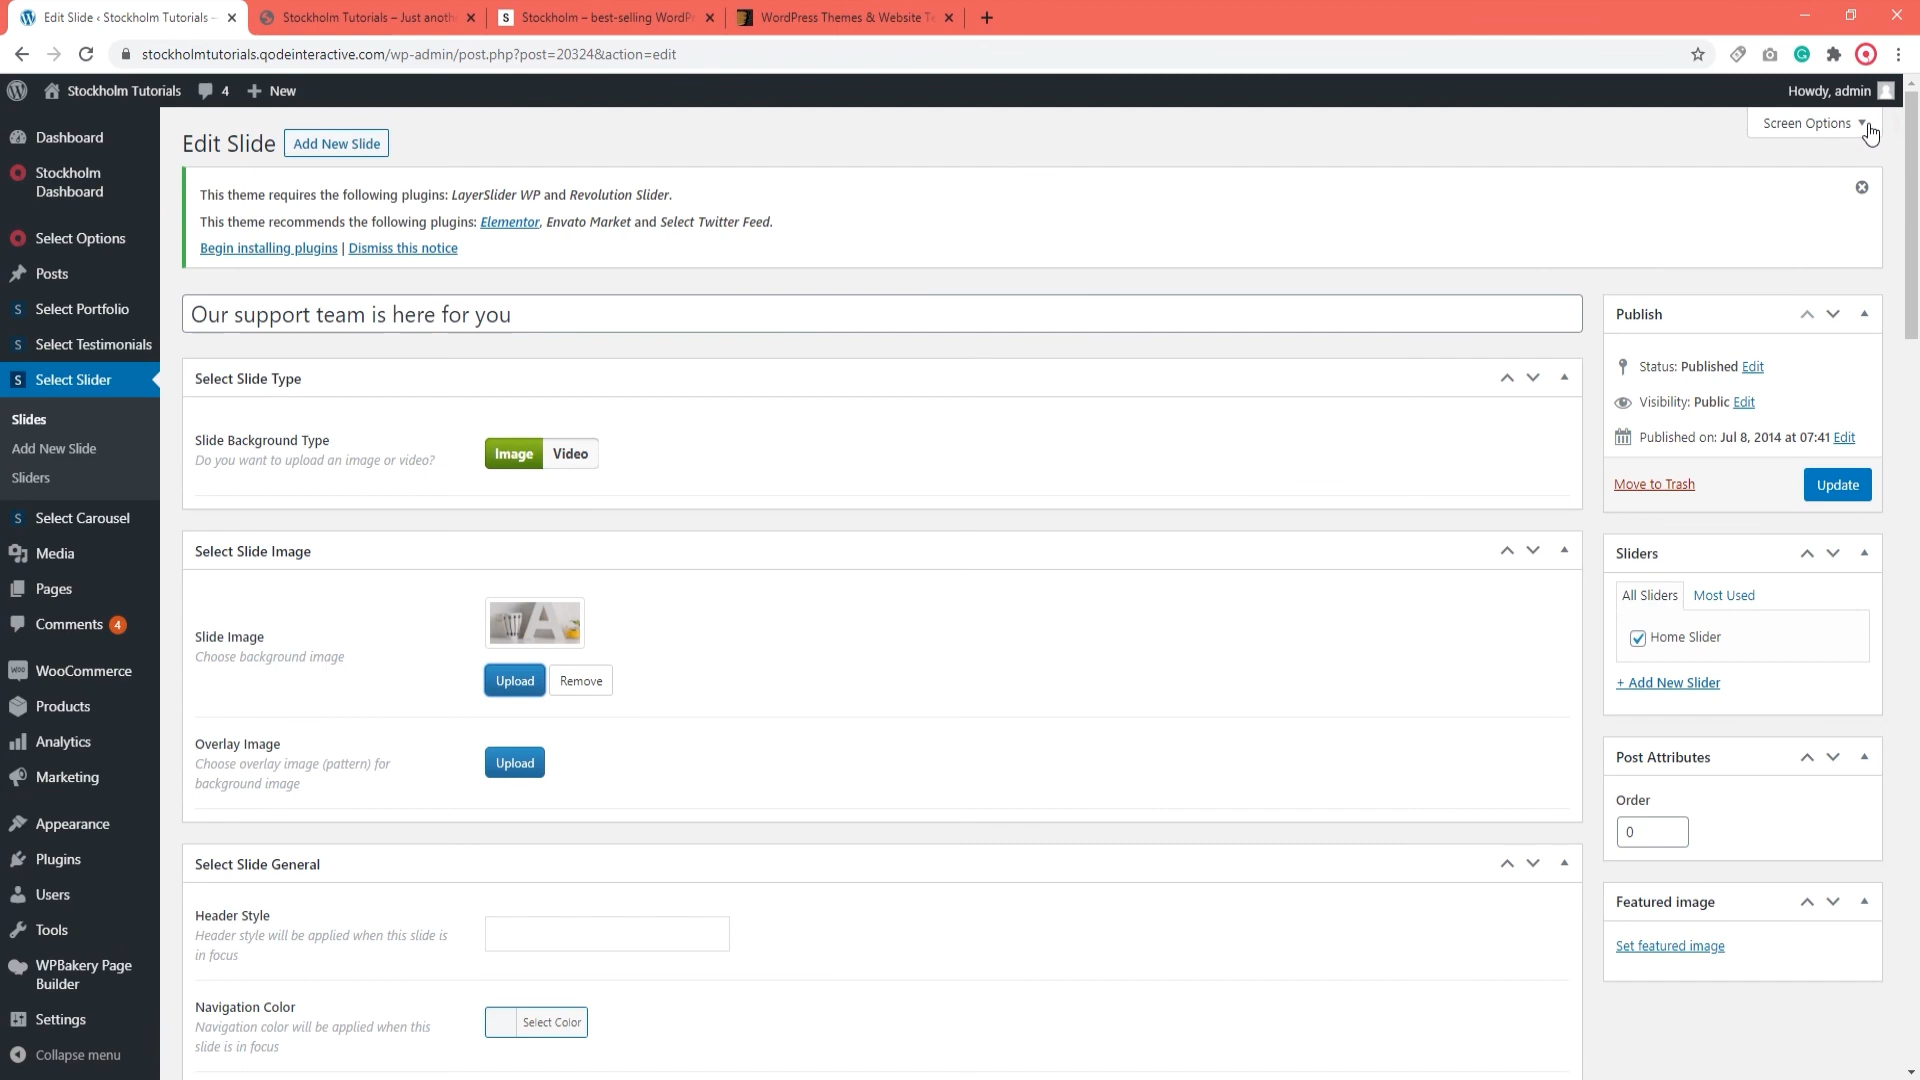 Edit Slide ‹ Stockholm Tutorials –
Stockholm Tutorials – Just anoth
Stockholm – best-selling WordPr
WordPress Themes & Website Te
stockholmtutorials.qodeinteractive.com/wp-admin/post.php?post=20324&action=edit
Stockholm Tutorials
4
New
Howdy, admin
Screen Options
Dashboard
Stockholm
Dashboard
Select Options
Posts
Select Portfolio
Select Testimonials
Select Slider
Slides
Add New Slide
Sliders
Select Carousel
Media
Pages
Comments 4
WooCommerce
Products
Analytics
Marketing
Appearance
Plugins
Users
Tools
WPBakery Page
Builder
Settings
Collapse menu
Edit Slide
Add New Slide
This theme requires the following plugins: LayerSlider WP and Revolution Slider.
This theme recommends the following plugins: Elementor, Envato Market and Select Twitter Feed.
Begin installing plugins | Dismiss this notice
Our support team is here for you
Select Slide Type
Slide Background Type
Do you want to upload an image or video?
Image
Video
Select Slide Image
Slide Image
Choose background image
A
Upload
Remove
Overlay Image
Choose overlay image (pattern) for
background image
Upload
Select Slide General
Header Style
Header style will be applied when this slide is
in focus
Navigation Color
Navigation color will be applied when this
slide is in focus
Select Color
Publish
Status: Published Edit
Visibility: Public Edit
Published on: Jul 8, 2014 at 07:41 Edit
Move to Trash
Update
Sliders
All Sliders
Most Used
Home Slider
+ Add New Slider
Post Attributes
Order
0
Featured image
Set featured image